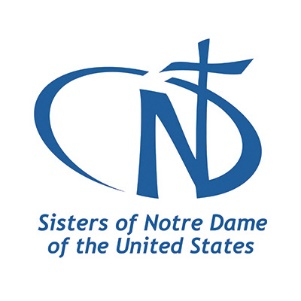 N
Sisters of Notre Dame
of the United States